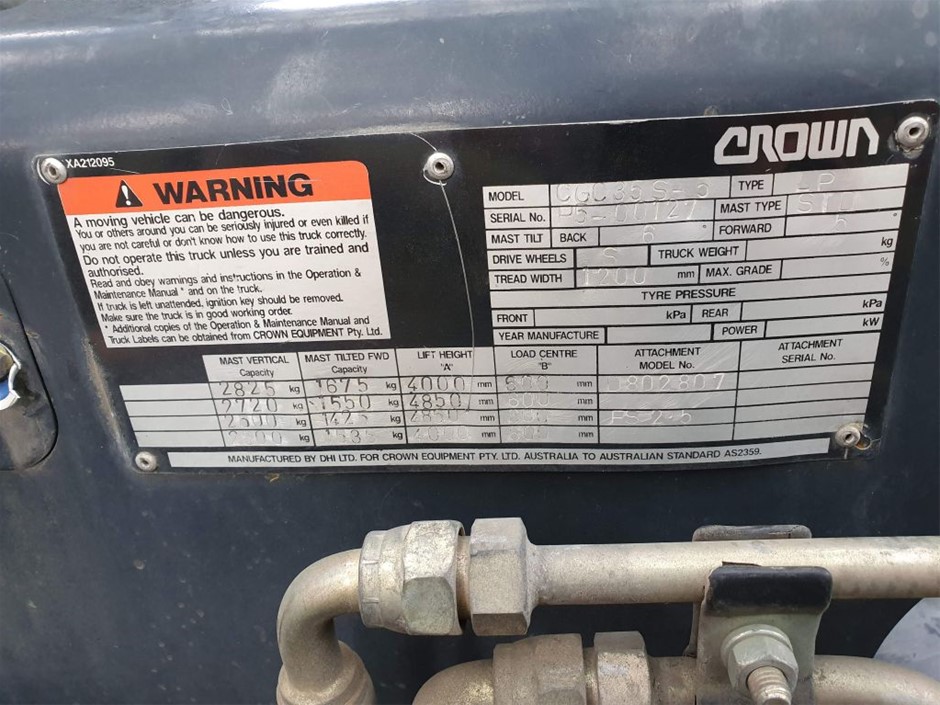 XA212095
CROWN
WARNING
A moving vehicle can be dangerous.
You or others around you can be seriously injured or even killed if
you are not careful or don't know how to use this truck correctly.
Do not operate this truck unless you are trained and
authorised.
Read and obey warnings and instructions in the Operation &
Maintenance Manual * and on the truck.
If truck is left unattended, ignition key should be removed.
Make sure the truck is in good working order.
* Additional copies of the Operation & Maintenance Manual and
Truck Labels can be obtained from CROWN EQUIPMENT Pty. Ltd.
MODEL CGC35S-5 TYPE LP
SERIAL No. P5-00127 MAST TYPE
MAST TILT BACK 6 FORWARD
DRIVE WHEELS S TRUCK WEIGHT kg
TREAD WIDTH 1200 mm MAX. GRADE %
TYRE PRESSURE
FRONT kPa REAR kPa
YEAR MANUFACTURE POWER kW
MAST VERTICAL Capacity MAST TILTED FWD Capacity LIFT HEIGHT "A" LOAD CENTRE "B" ATTACHMENT MODEL No. ATTACHMENT SERIAL No.
2825 kg 1675 kg 4000 mm 600 mm
2720 kg 1550 kg 4850 mm 600 mm
2600 kg 1425 kg mm mm
kg kg mm mm
MANUFACTURED BY DHI LTD. FOR CROWN EQUIPMENT PTY. LTD. AUSTRALIA TO AUSTRALIAN STANDARD AS2359.